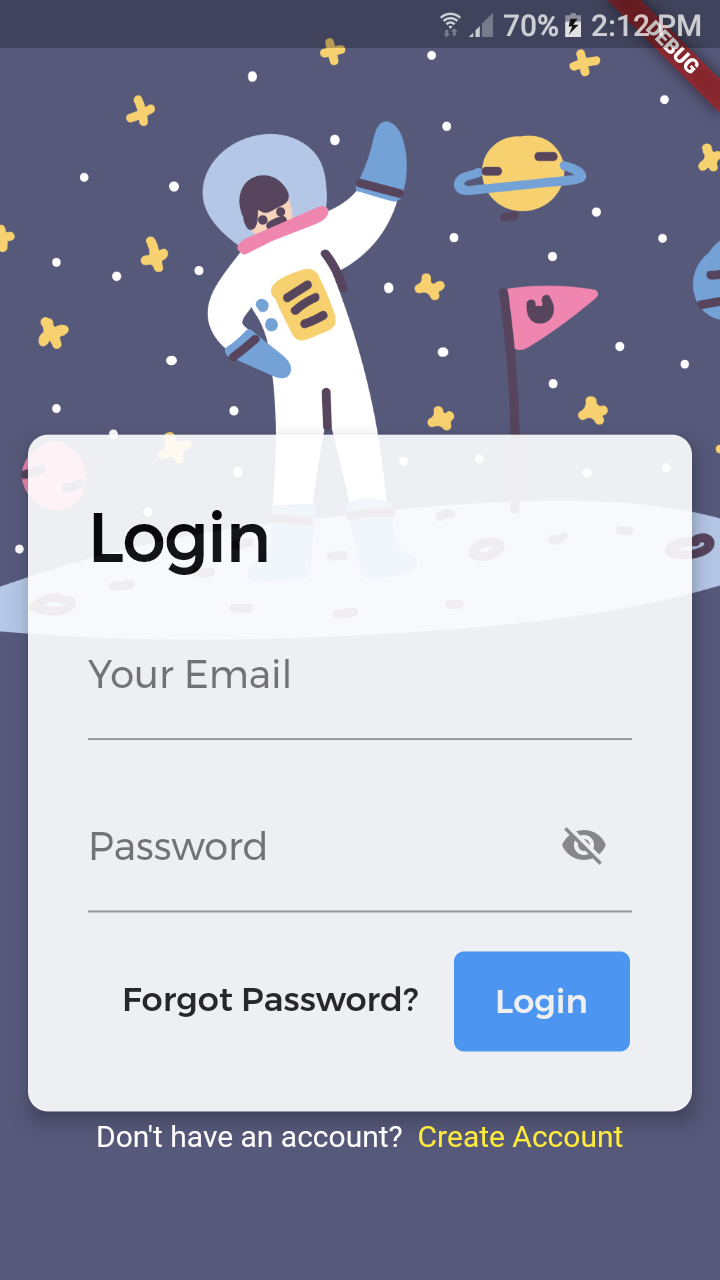 70% 2:12 PM
DEBUG
Login
Your Email
Password
Forgot Password? Login
Don't have an account? Create Account